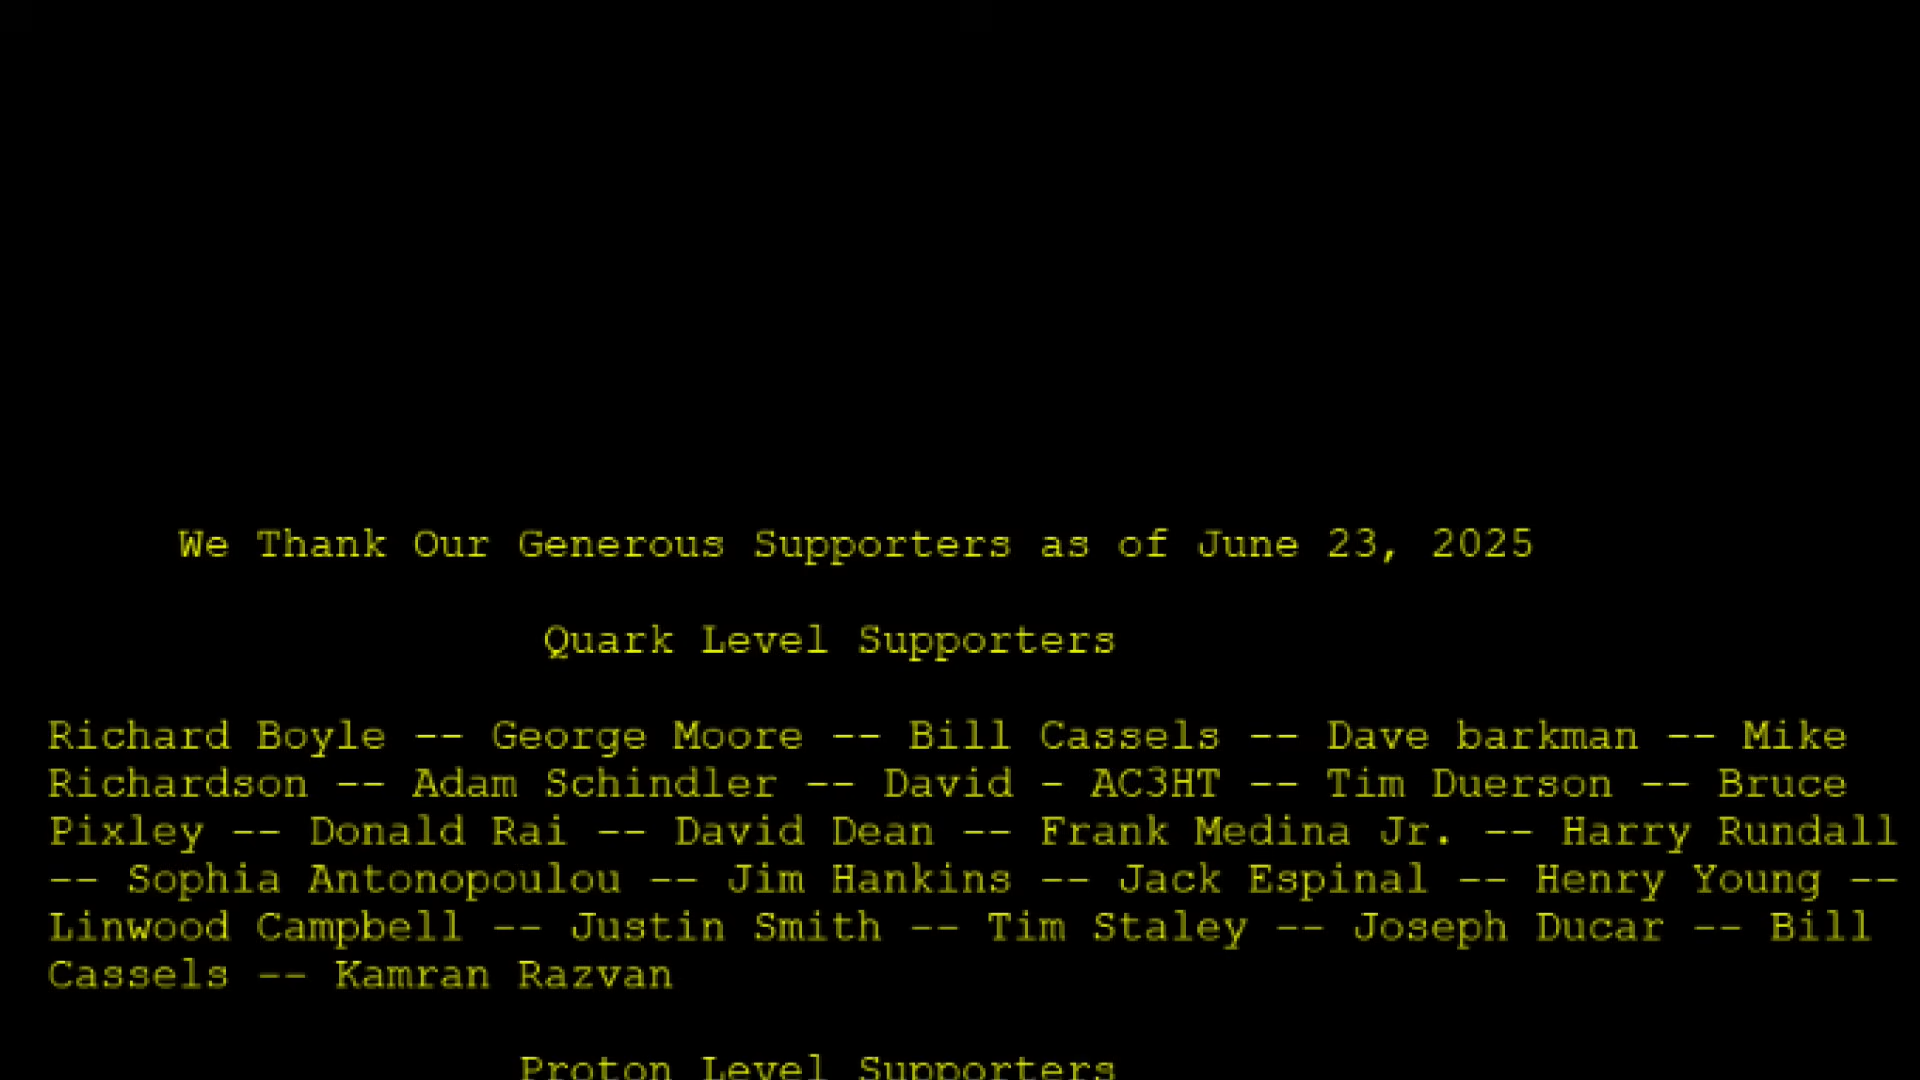 We Thank Our Generous Supporters as of June 23, 2025
Quark Level Supporters
Richard Boyle -- George Moore -- Bill Cassels -- Dave barkman -- Mike
Richardson -- Adam Schindler -- David - AC3HT -- Tim Duerson -- Bruce
Pixley -- Donald Rai -- David Dean -- Frank Medina Jr. -- Harry Rundall
-- Sophia Antonopoulou -- Jim Hankins -- Jack Espinal -- Henry Young --
Linwood Campbell -- Justin Smith -- Tim Staley -- Joseph Ducar -- Bill
Cassels -- Kamran Razvan
Proton Level Supporters